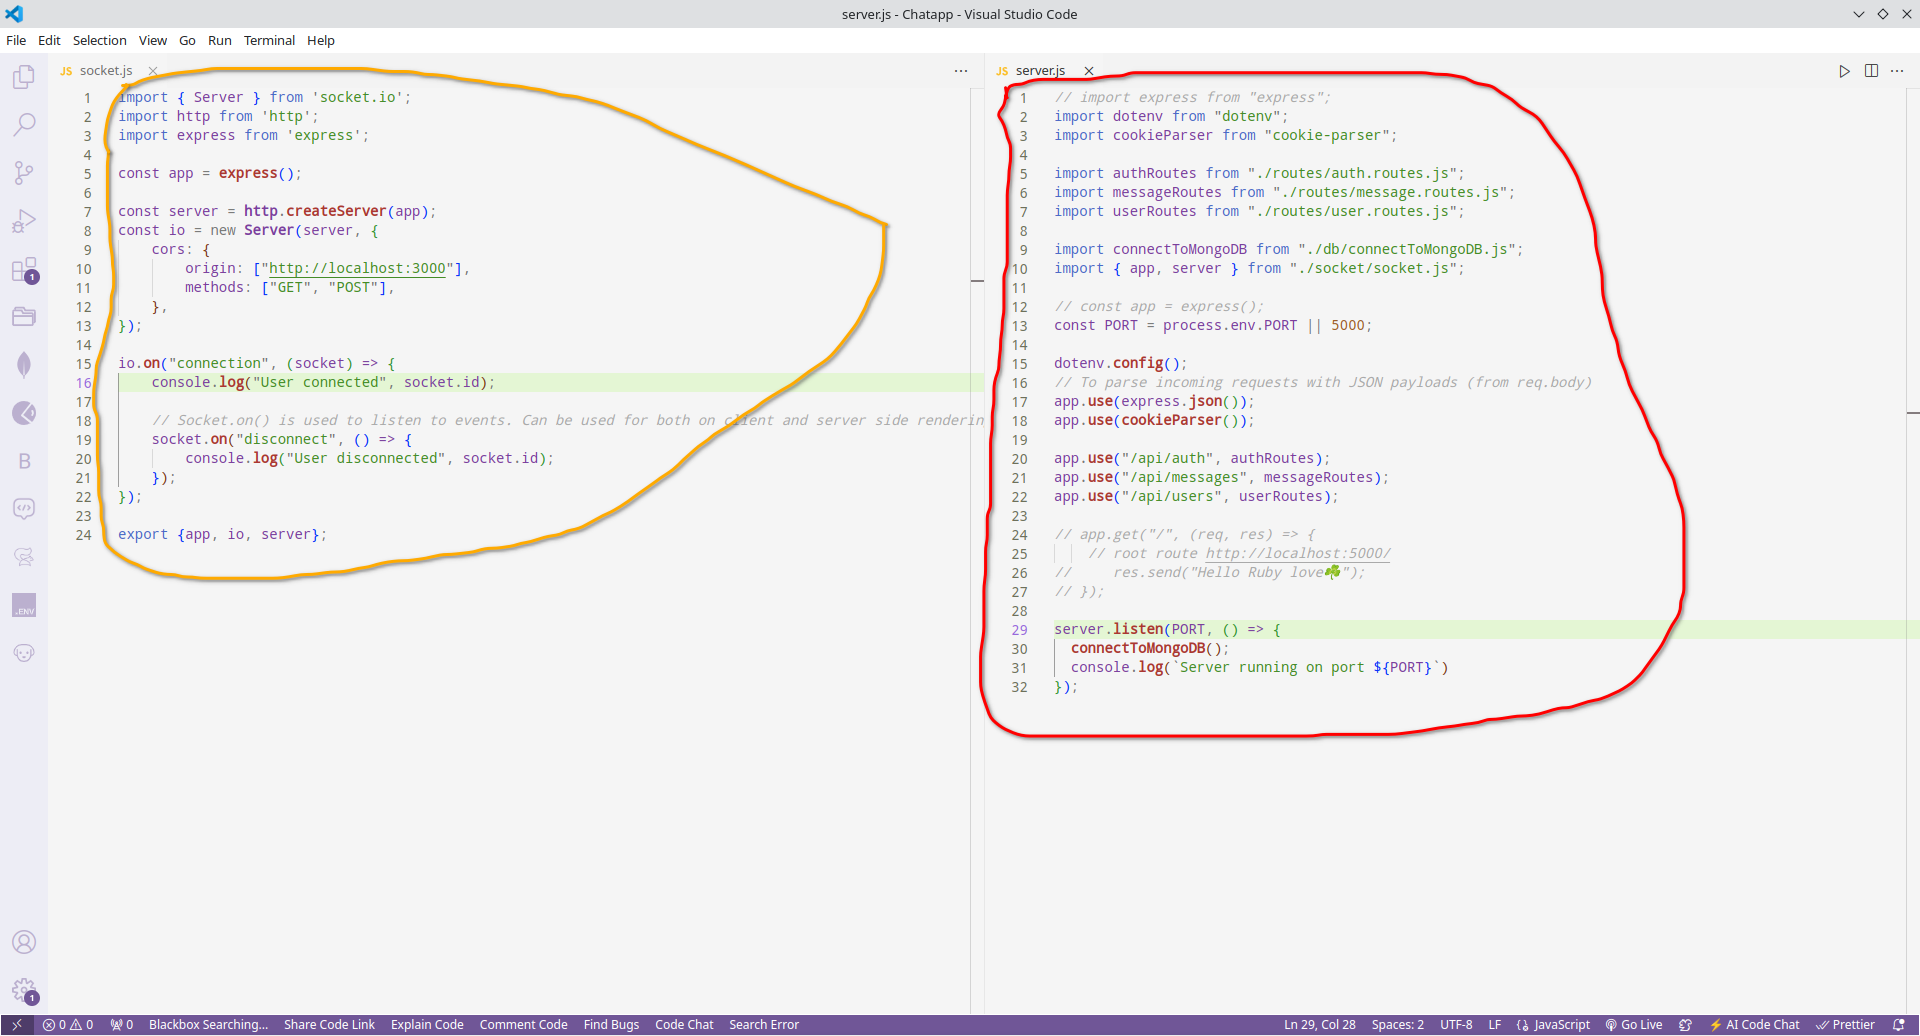 server.js - Chatapp - Visual Studio Code
File Edit Selection View Go Run Terminal Help
JS socket.js
1 import { Server } from 'socket.io';
2 import http from 'http';
3 import express from 'express';
4
5 const app = express();
6
7 const server = http.createServer(app);
8 const io = new Server(server, {
9 cors: {
10 origin: ["http://localhost:3000"],
11 methods: ["GET", "POST"],
12 },
13 });
14
15 io.on("connection", (socket) => {
16 console.log("User connected", socket.id);
17
18 // Socket.on() is used to listen to events. Can be used for both on client and server side renderin
19 socket.on("disconnect", () => {
20 console.log("User disconnected", socket.id);
21 });
22 });
23
24 export {app, io, server};
JS server.js
1 // import express from "express";
2 import dotenv from "dotenv";
3 import cookieParser from "cookie-parser";
4
5 import authRoutes from "./routes/auth.routes.js";
6 import messageRoutes from "./routes/message.routes.js";
7 import userRoutes from "./routes/user.routes.js";
8
9 import connectToMongoDB from "./db/connectToMongoDB.js";
10 import { app, server } from "./socket/socket.js";
11
12 // const app = express();
13 const PORT = process.env.PORT || 5000;
14
15 dotenv.config();
16 // To parse incoming requests with JSON payloads (from req.body)
17 app.use(express.json());
18 app.use(cookieParser());
19
20 app.use("/api/auth", authRoutes);
21 app.use("/api/messages", messageRoutes);
22 app.use("/api/users", userRoutes);
23
24 // app.get("/", (req, res) => {
25 // root route http://localhost:5000/
26 // res.send("Hello Ruby love☘️");
27 // });
28
29 server.listen(PORT, () => {
30 connectToMongoDB();
31 console.log(`Server running on port ${PORT}`)
32 });
1
B
.ENV
1
0 0 0 Blackbox Searching... Share Code Link Explain Code Comment Code Find Bugs Code Chat Search Error Ln 29, Col 28 Spaces: 2 UTF-8 LF {} JavaScript Go Live AI Code Chat Prettier